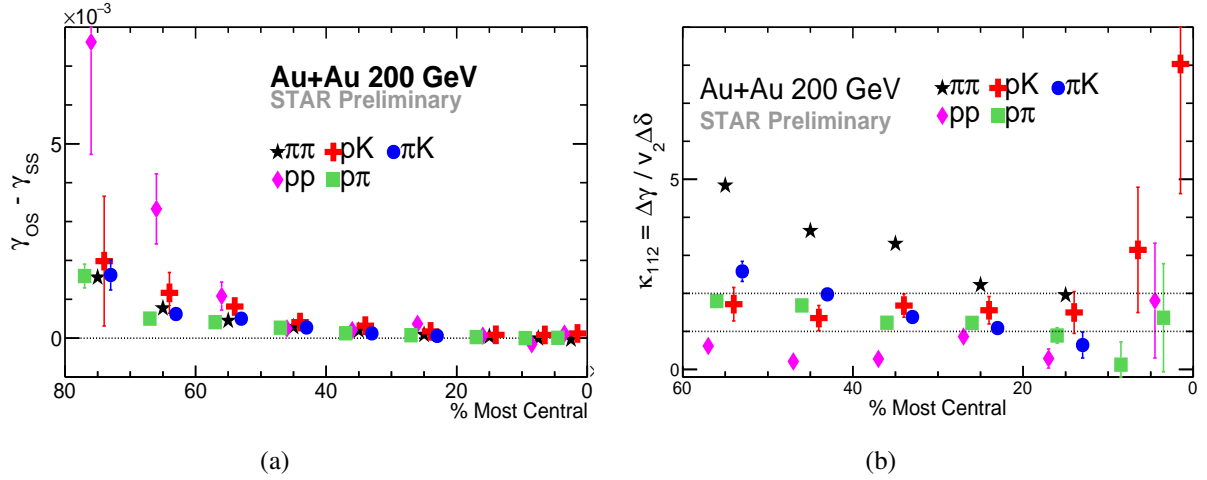 ×10⁻³
γ_OS - γ_SS
5
0
80 60 40 20 0
% Most Central
Au+Au 200 GeV
STAR Preliminary
ππ pK πK
pp pπ
(a)
κ₁₁₂ = Δγ / v₂Δδ
5
0
60 40 20 0
% Most Central
Au+Au 200 GeV
STAR Preliminary
ππ pK πK
pp pπ
(b)